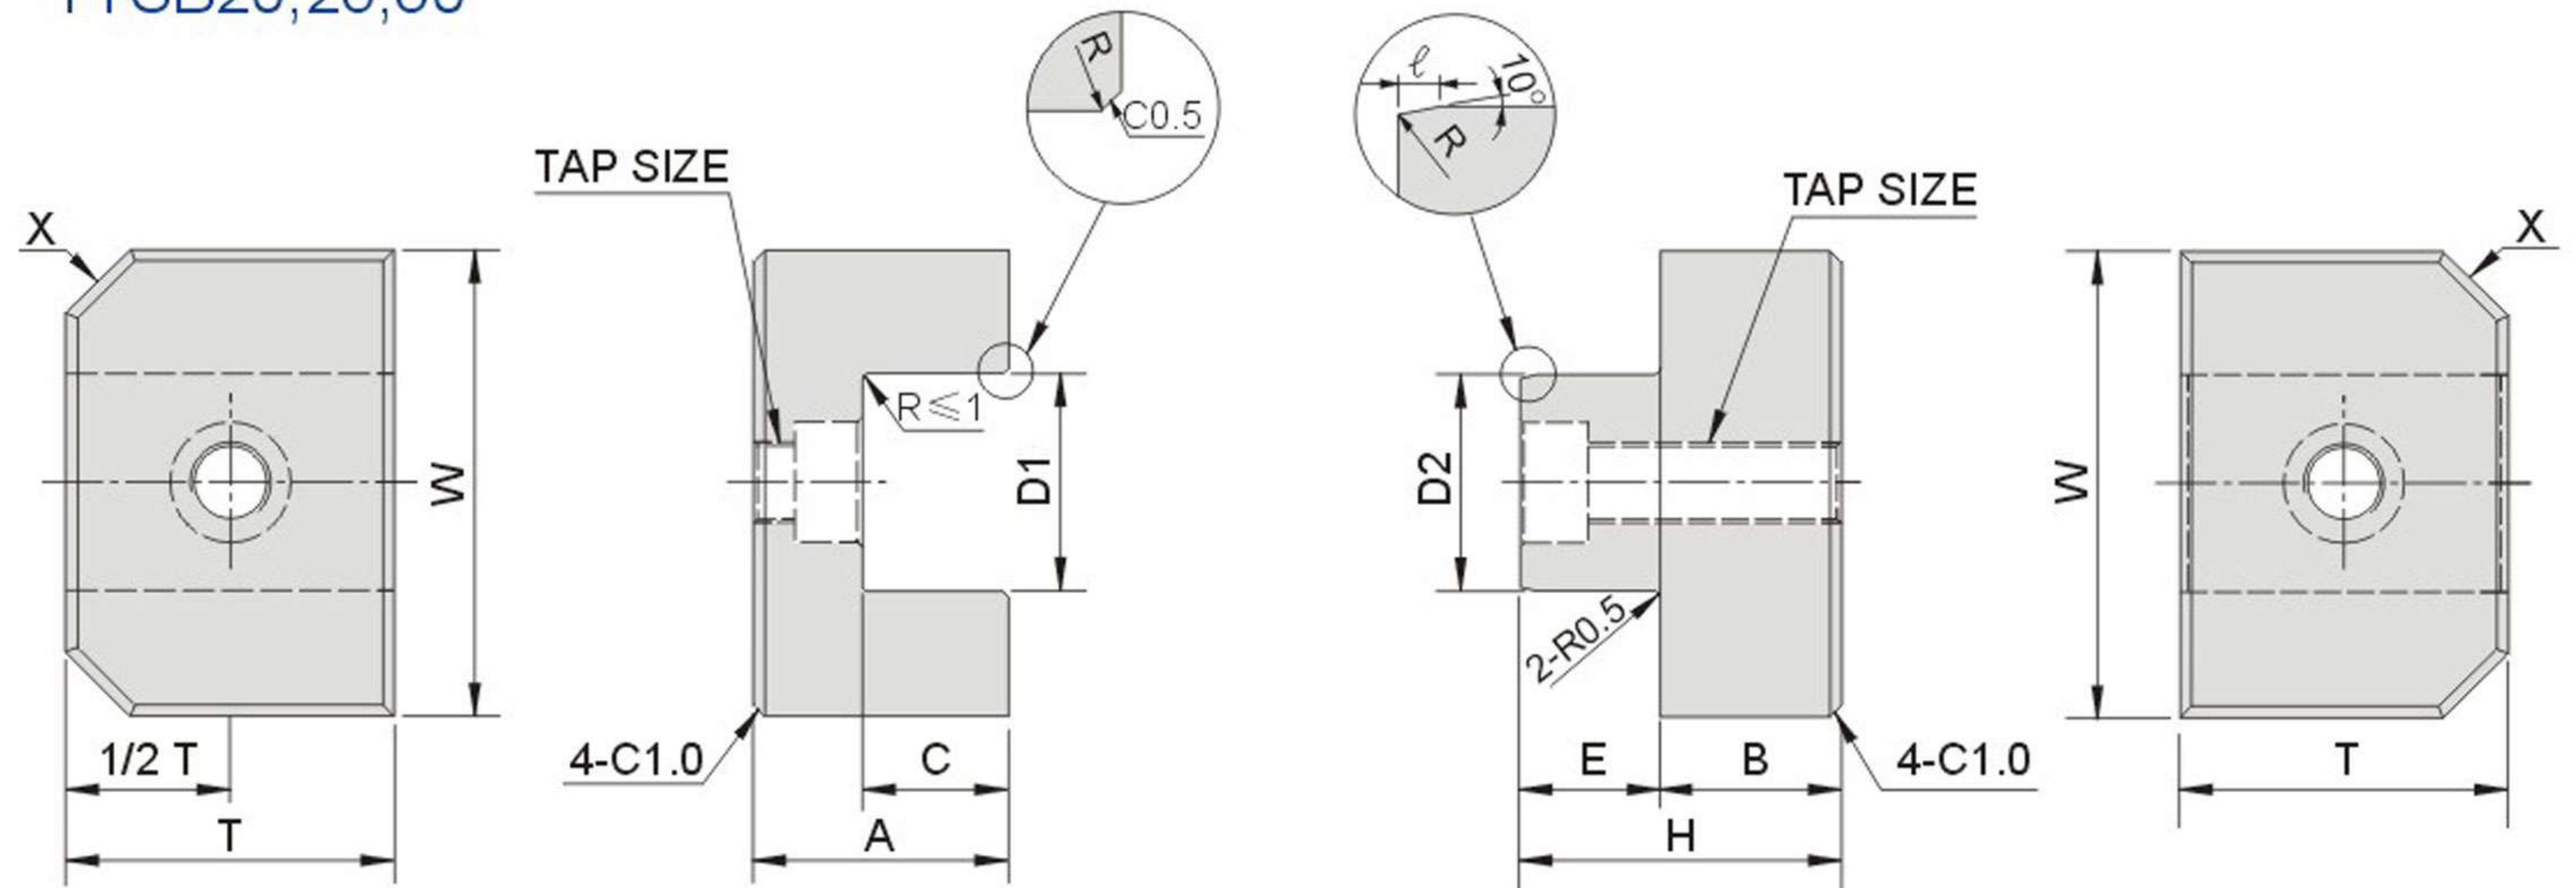 R
C0.5
ℓ
10°
R
TAP SIZE
TAP SIZE
X
X
R≤1
W
D1
D2
W
2-R0.5
1/2 T
4-C1.0
C
E
B
4-C1.0
T
T
A
H